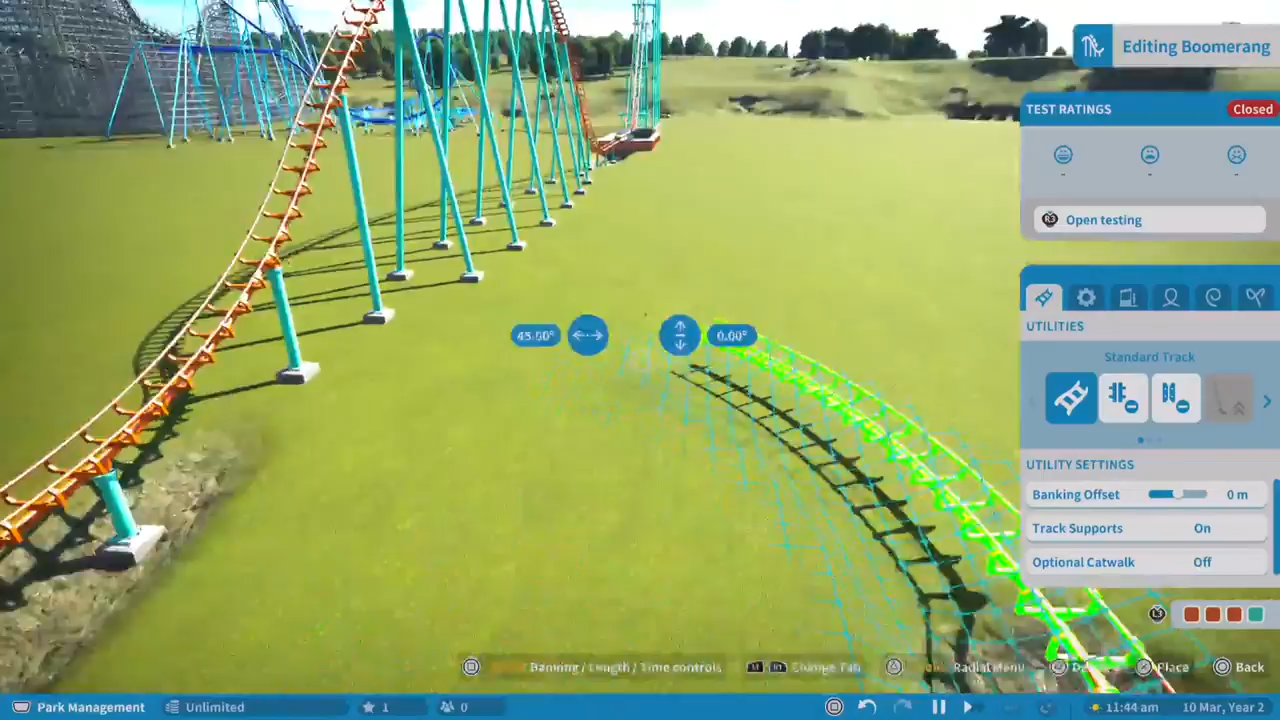 Editing Boomerang
TEST RATINGS
Closed
-
-
-
R3
Open testing
UTILITIES
Standard Track
45.00°
0.00°
UTILITY SETTINGS
Banking Offset
0 m
Track Supports
On
Optional Catwalk
Off
L3
Banking / Length / Time controls
Change Tab
Radial Menu
Place
Back
Park Management
Unlimited
1
0
11:44 am
10 Mar, Year 2